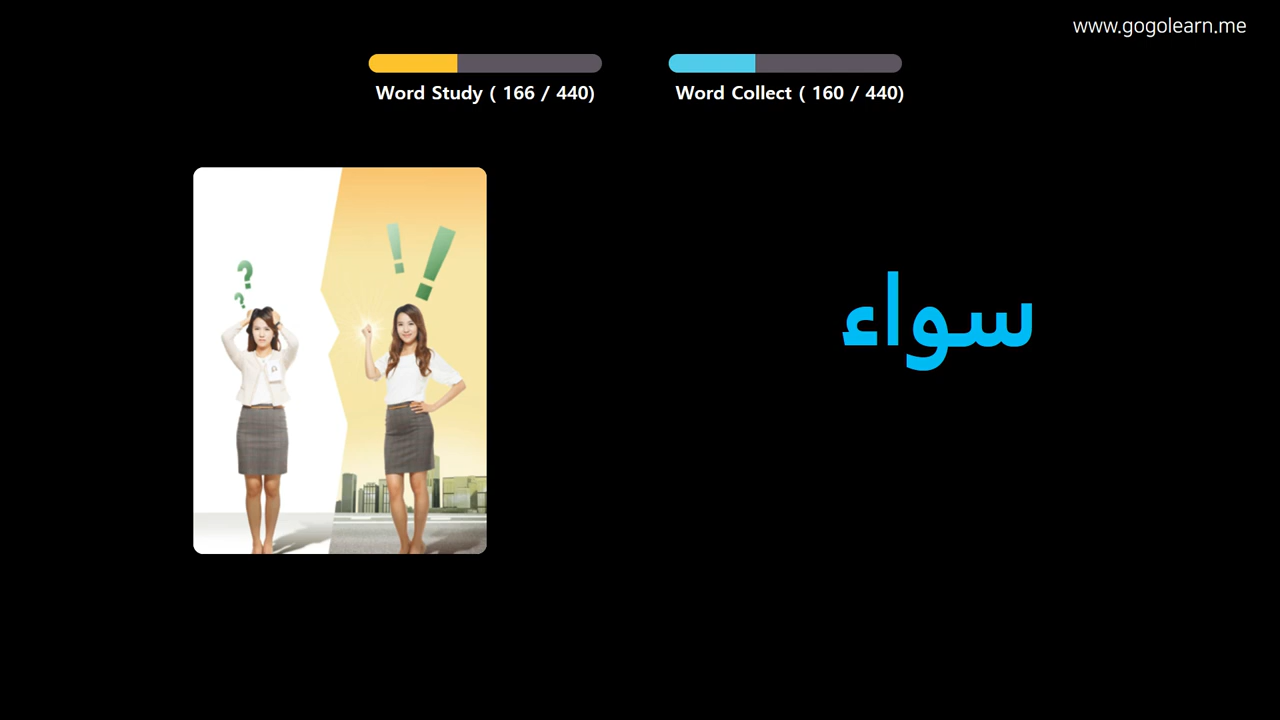 www.gogolearn.me
Word Study ( 166 / 440)
Word Collect ( 160 / 440)
? ?
! !
سواء